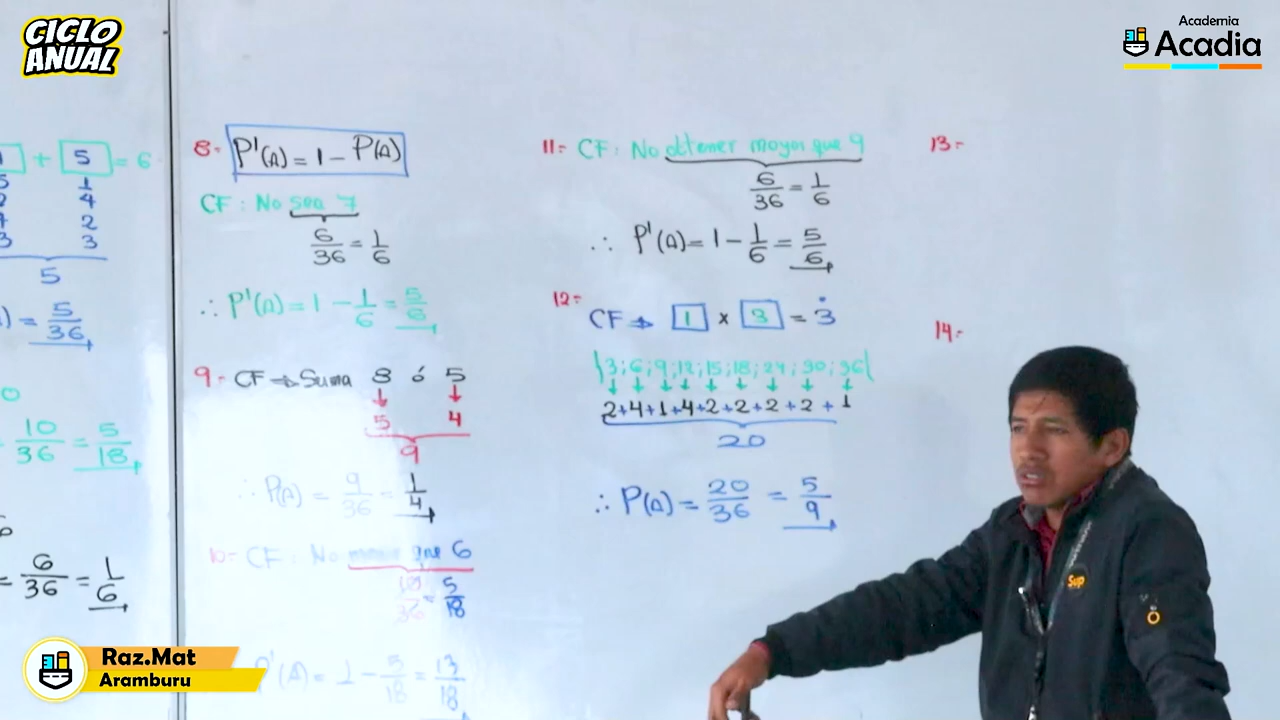 CICLO
ANUAL
Academia
Acadia
+ 5 = 6
5 1
4
2
3 3
5
= 5/36
10/36 = 5/18
= 6/36 = 1/6
8=
P'(A) = 1 - P(A)
CF: No sea 7
6/36 = 1/6
∴ P'(A) = 1 - 1/6 = 5/6
9= CF ⇒ Suma 8 ó 5
5 4
9
∴ P(A) = 9/36 = 1/4
10= CF: No menor que 6
10/36 = 5/18
P'(A) = 1 - 5/18 = 13/18
11= CF: No obtener mayor que 9
6/36 = 1/6
∴ P'(A) = 1 - 1/6 = 5/6
12=
CF ⇒ 1 x 3 = 3̇
{3;6;9;12;15;18;24;30;36}
2+4+1+4+2+2+2+2+1
20
∴ P(A) = 20/36 = 5/9
13=
14=
Sup
Raz.Mat
Aramburu